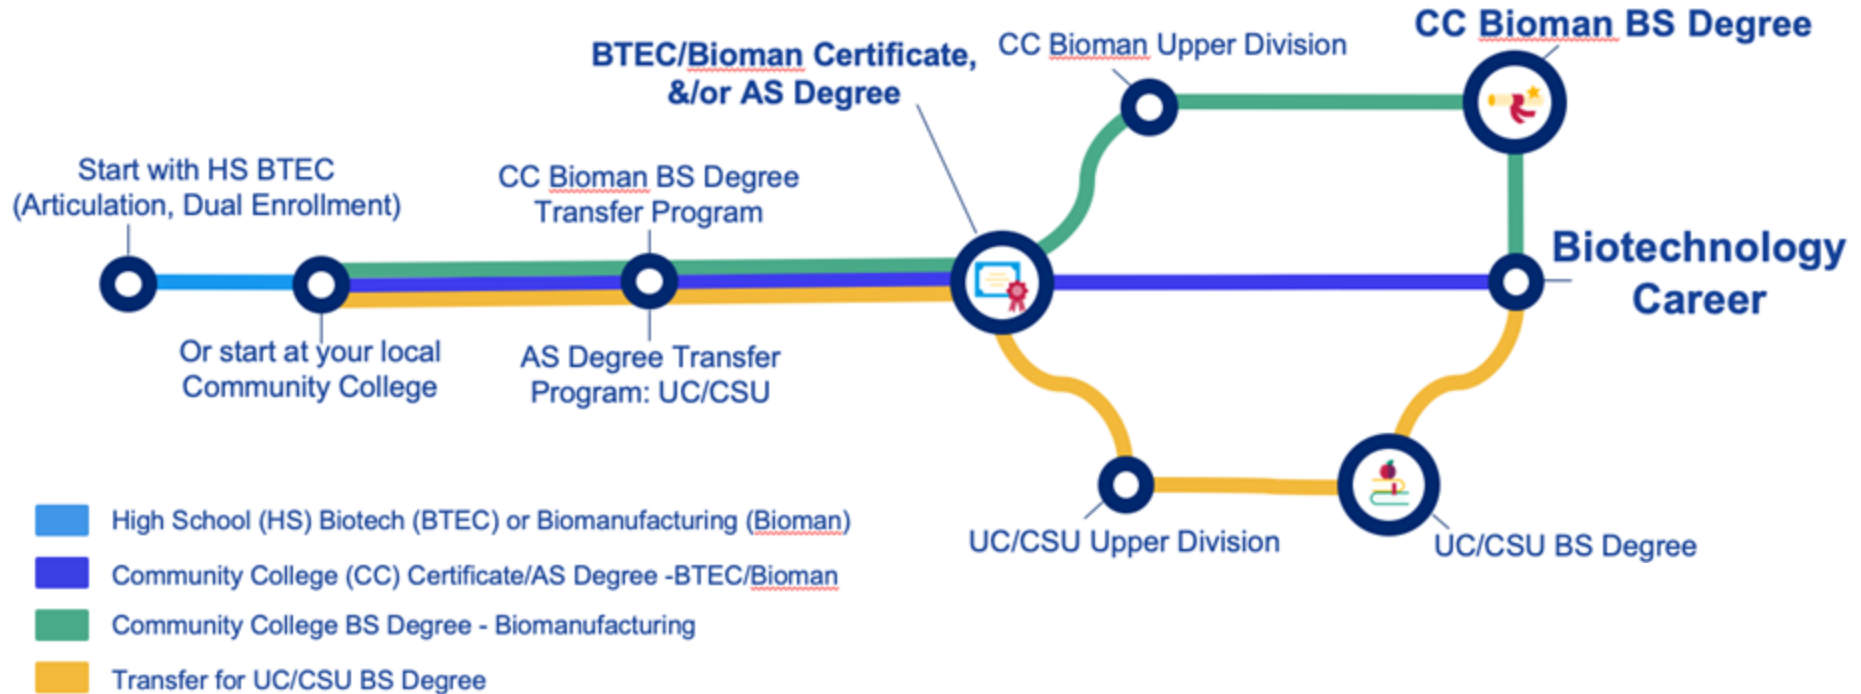 CC Bioman BS Degree
BTEC/Bioman Certificate,
&/or AS Degree
CC Bioman Upper Division
Start with HS BTEC
(Articulation, Dual Enrollment)
CC Bioman BS Degree
Transfer Program
Biotechnology
Career
Or start at your local
Community College
AS Degree Transfer
Program: UC/CSU
UC/CSU Upper Division
UC/CSU BS Degree
High School (HS) Biotech (BTEC) or Biomanufacturing (Bioman)
Community College (CC) Certificate/AS Degree -BTEC/Bioman
Community College BS Degree - Biomanufacturing
Transfer for UC/CSU BS Degree